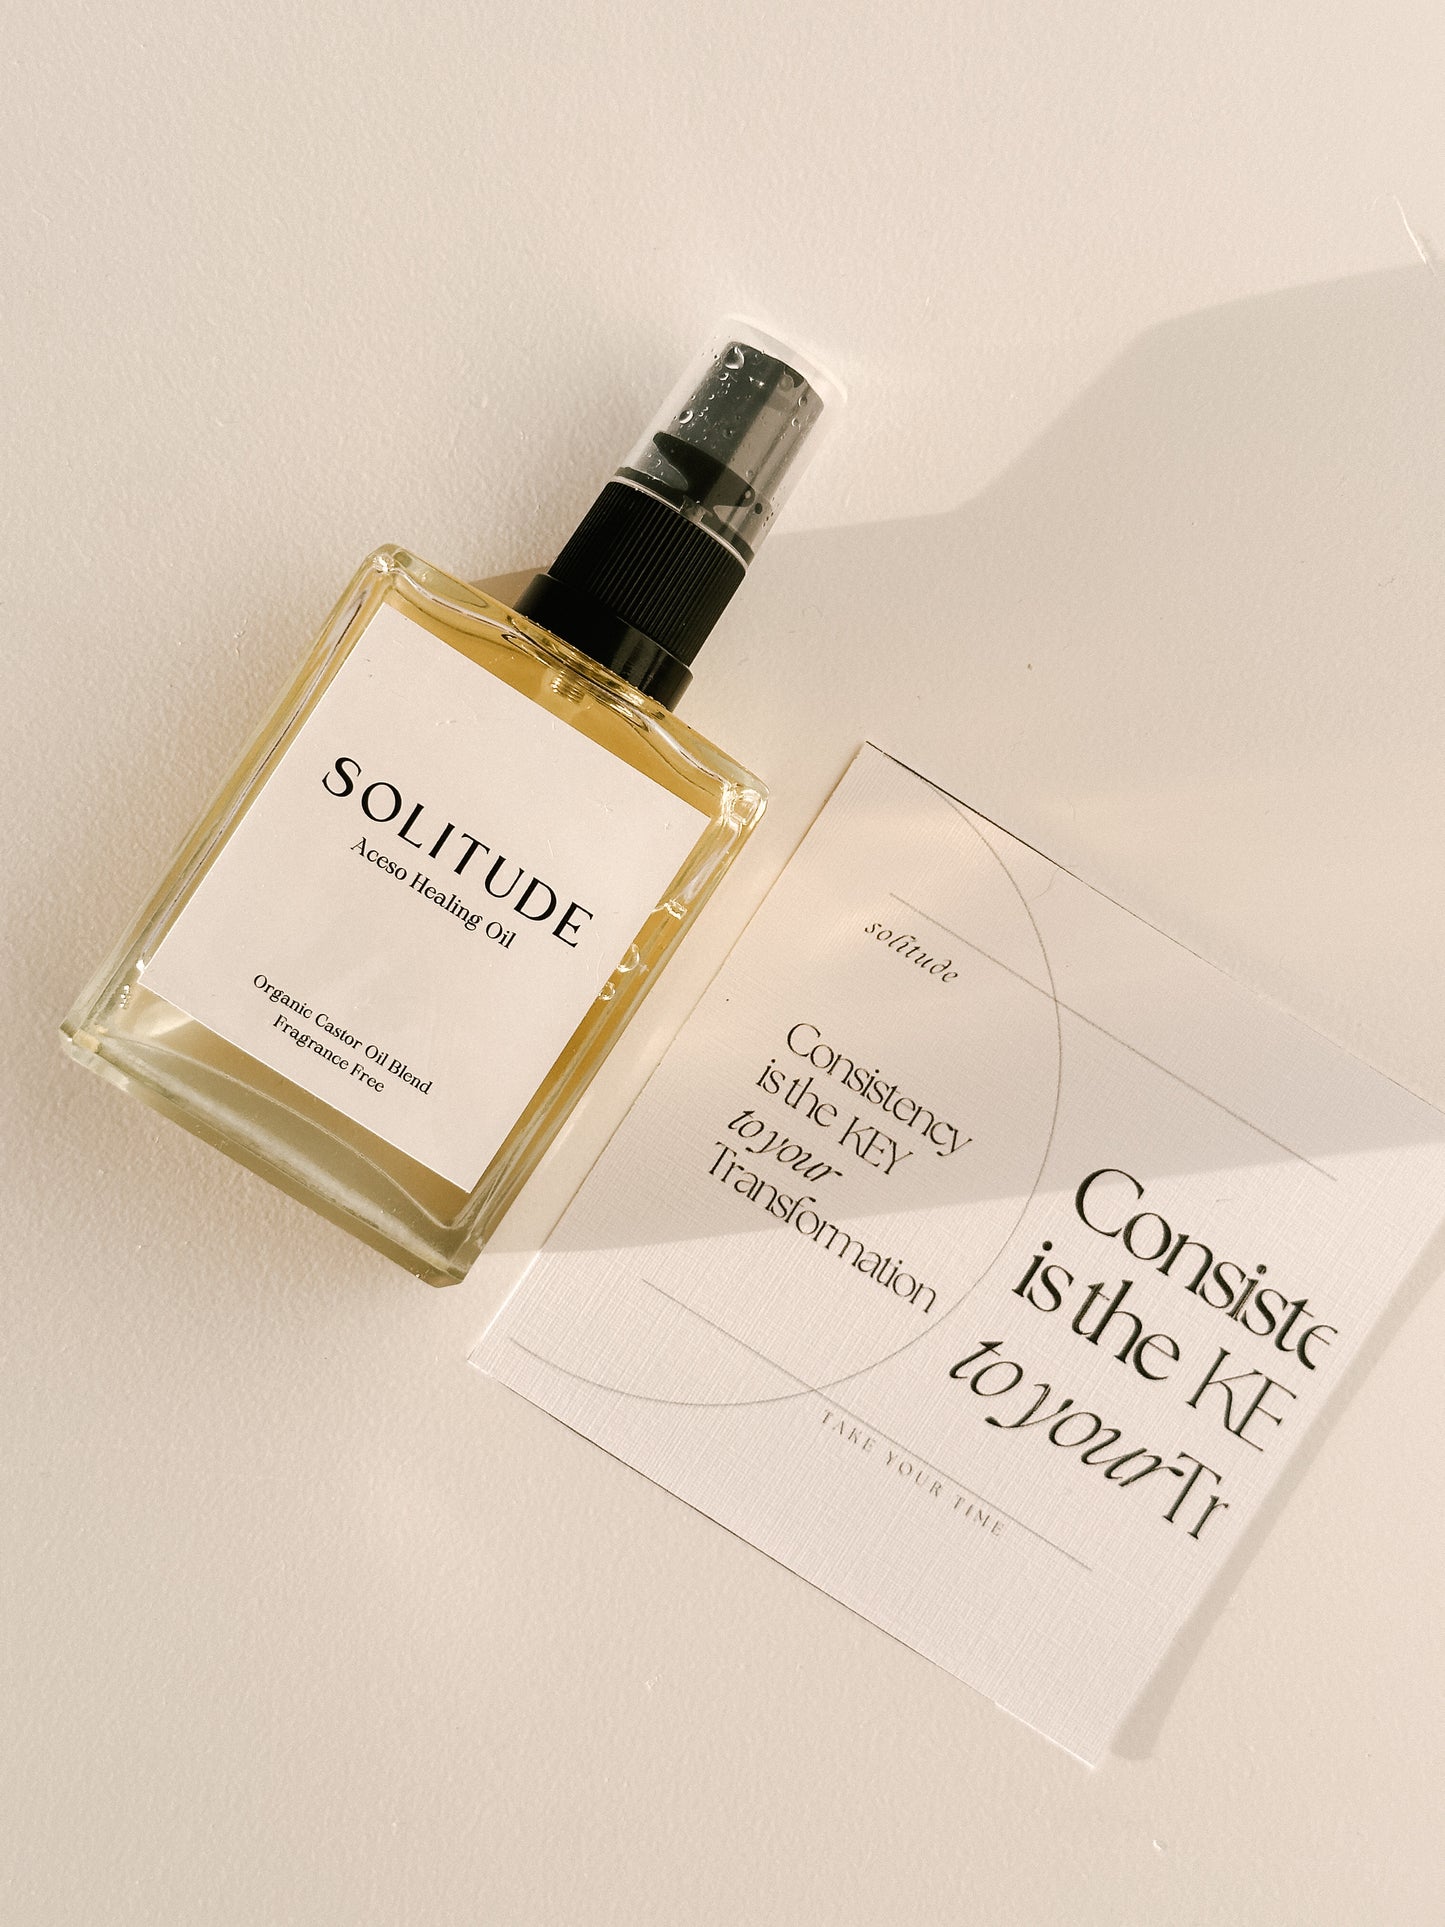 SOLITUDE
Aceso Healing Oil
Organic Castor Oil Blend
Fragrance Free
solitude
Consistency
is the KEY
to your
Transformation
TAKE YOUR TIME
Consiste
is the KE
to your Tr